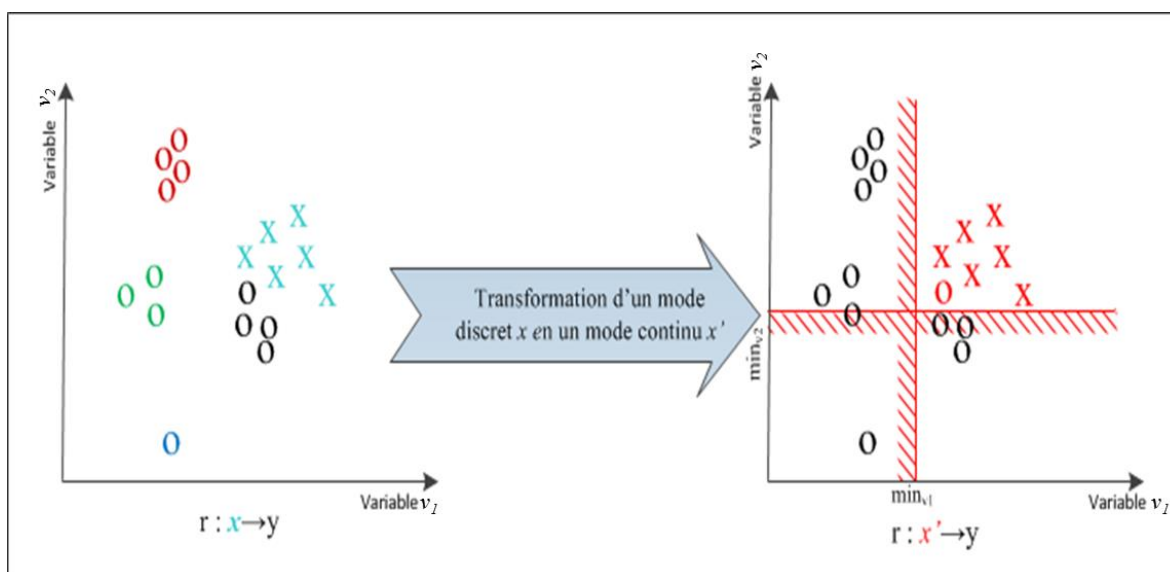 Variable v2
O
O
O
O
X
X
X
X
X
X
O
O
O
O
O
O
O
O
Variable v1
r : x→y
Transformation d’un mode
discret x en un mode continu x’
Variable v2
O
O
O
O
X
X
X
X
X
X
O
O
O
O
O
O
O
O
minv2
minv1
Variable v1
r : x’→y